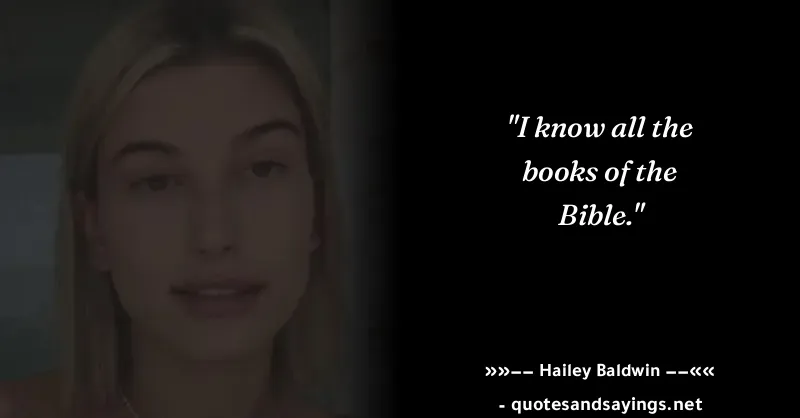 "I know all the
books of the
Bible."
»»–– Hailey Baldwin ––««
- quotesandsayings.net